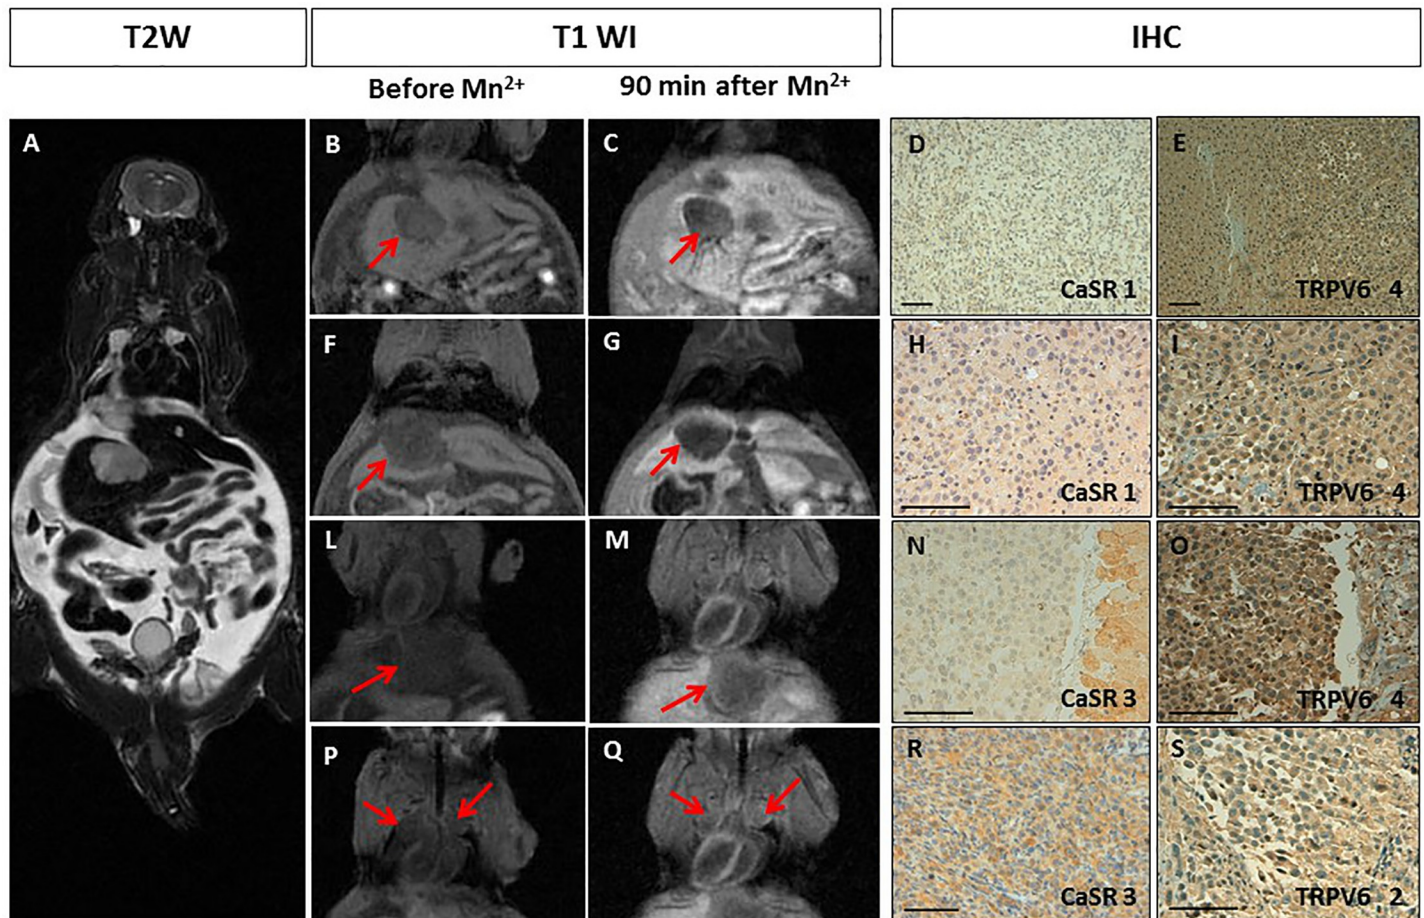 T2W T1 WI IHC
Before Mn²⁺ 90 min after Mn²⁺
A B C D E
CaSR 1 TRPV6 4
F G H I
CaSR 1 TRPV6 4
L M N O
CaSR 3 TRPV6 4
P Q R S
CaSR 3 TRPV6 2